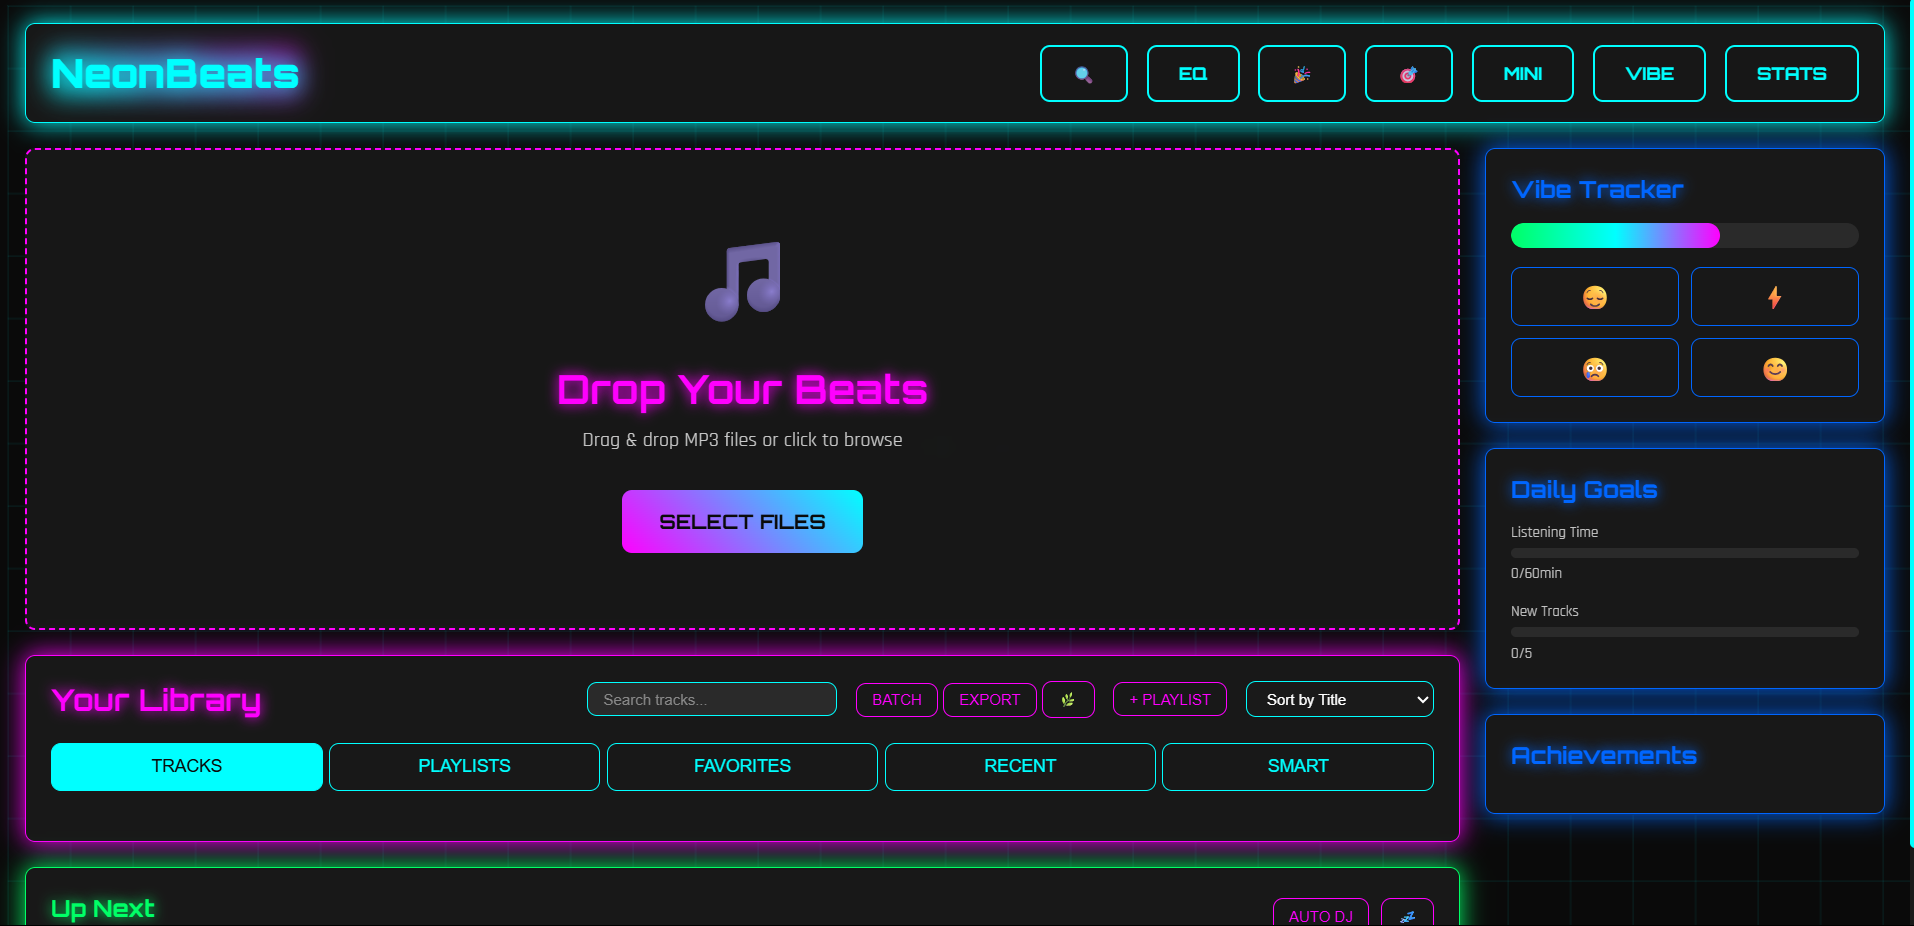 NeonBeats
EQ
MINI
VIBE
STATS
Drop Your Beats
Drag & drop MP3 files or click to browse
SELECT FILES
Vibe Tracker
Daily Goals
Listening Time
0/60min
New Tracks
0/5
Achievements
Your Library
Search tracks...
BATCH
EXPORT
+ PLAYLIST
Sort by Title
TRACKS
PLAYLISTS
FAVORITES
RECENT
SMART
Up Next
AUTO DJ